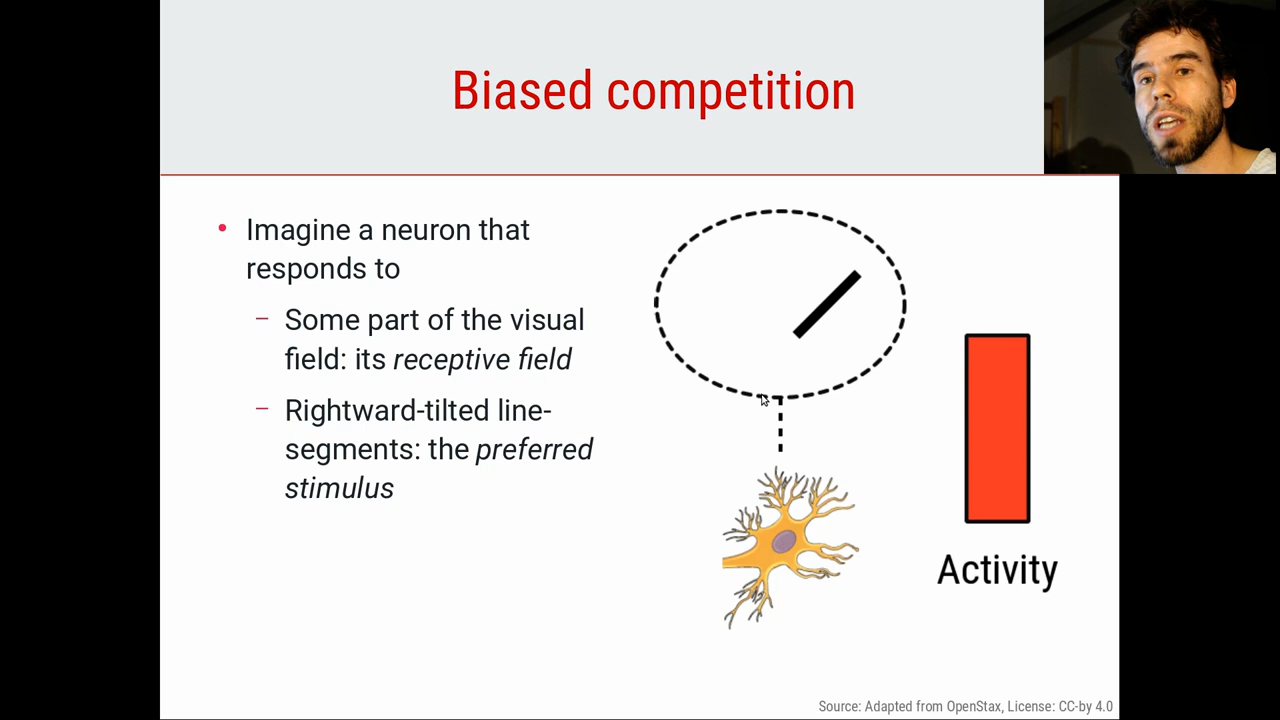 Biased competition
• Imagine a neuron that
responds to
– Some part of the visual
field: its receptive field
– Rightward-tilted line-
segments: the preferred
stimulus
Activity
Source: Adapted from OpenStax, License: CC-by 4.0